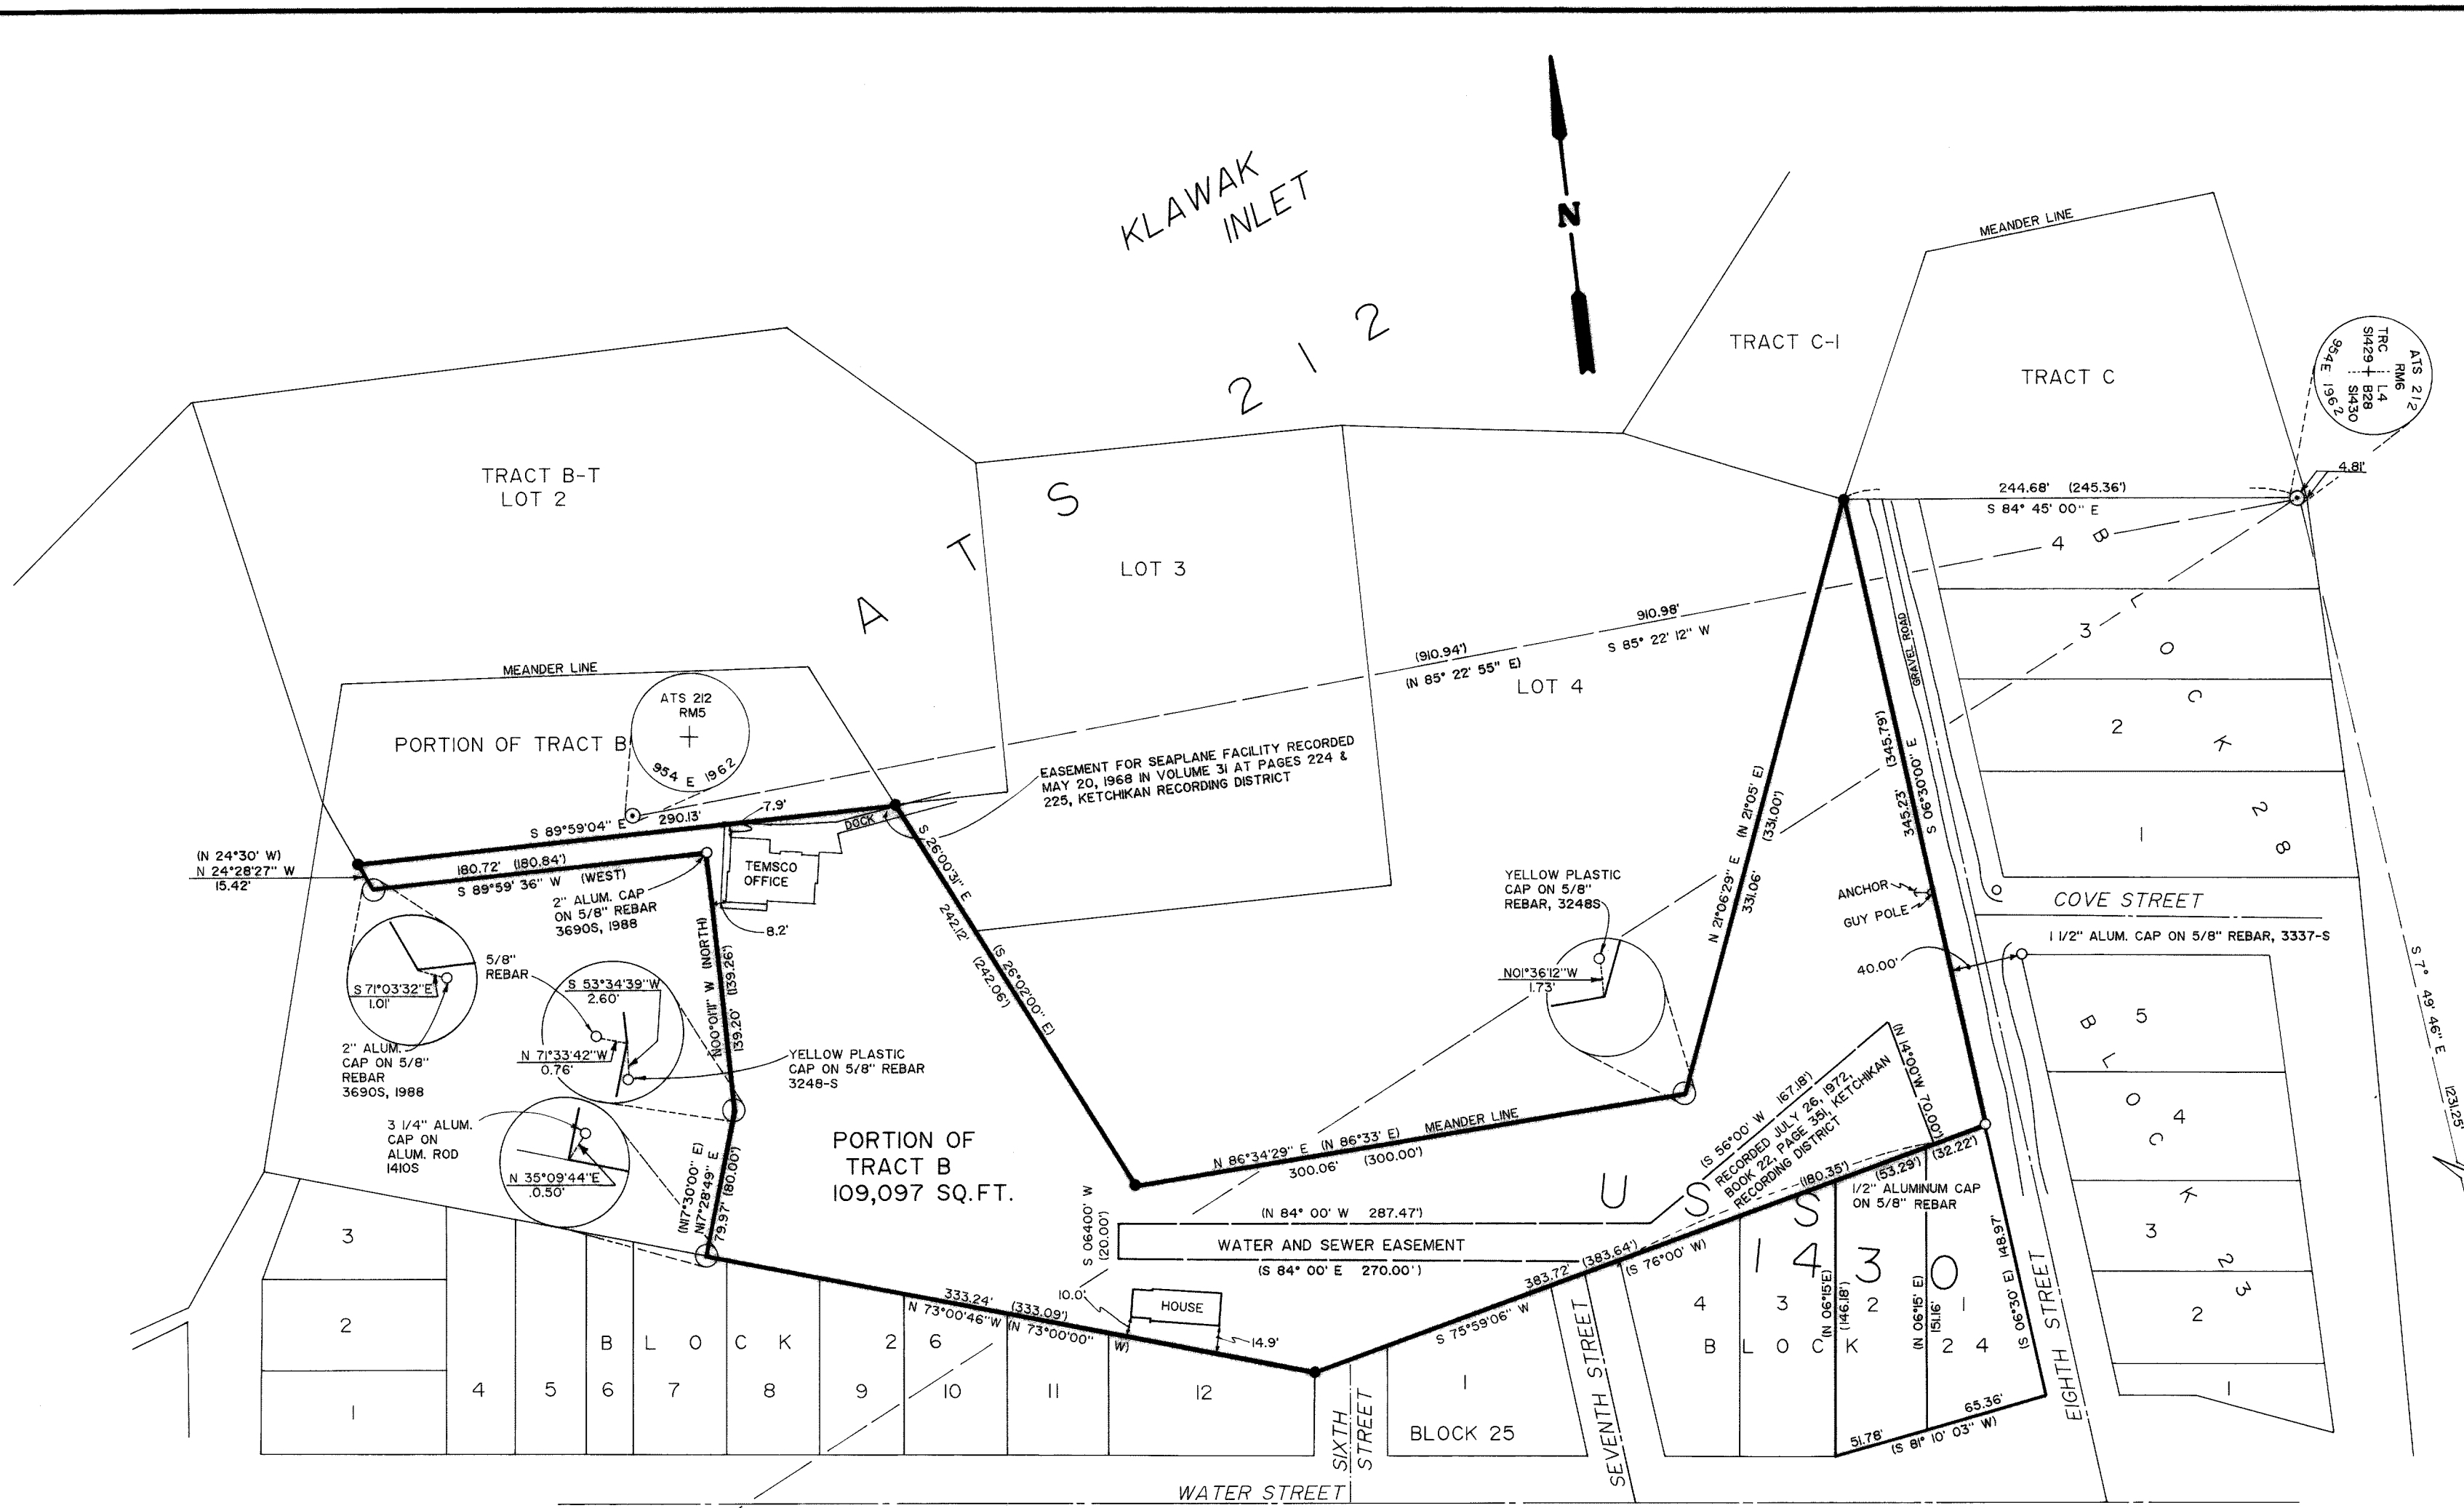 KLAWAK
INLET
N
ATS 212
MEANDER LINE
TRACT C-1
TRACT C
ATS 212
RM6
TRC L4
S1429 B28
S1430
954E 1962
4.81'
244.68' (245.36')
S 84° 45' 00" E
TRACT B-T
LOT 2
LOT 3
LOT 4
910.98'
S 85° 22' 12" W
(910.94')
(N 85° 22' 55" E)
MEANDER LINE
PORTION OF TRACT B
ATS 212
RM5
954 E 1962
EASEMENT FOR SEAPLANE FACILITY RECORDED
MAY 20, 1968 IN VOLUME 31 AT PAGES 224 &
225, KETCHIKAN RECORDING DISTRICT
S 89°59'04" E
290.13'
7.9'
DOCK
TEMSCO
OFFICE
8.2'
(N 24°30' W)
N 24°28'27" W
15.42'
180.72' (180.84')
S 89°59' 36" W (WEST)
2" ALUM. CAP
ON 5/8" REBAR
3690S, 1988
S 71°03'32"E
1.01'
2" ALUM.
CAP ON 5/8"
REBAR
3690S, 1988
5/8"
REBAR
S 53°34'39"W
2.60'
N 71°33'42"W
0.76'
YELLOW PLASTIC
CAP ON 5/8" REBAR
3248-S
3 1/4" ALUM.
CAP ON
ALUM. ROD
1410S
N 35°09'44"E
.0.50'
N00°01'11" W (NORTH)
139.20' (139.26')
(N17°30'00" E)
N17°28'49" E
79.97' (80.00')
S 26°00'31" E
242.12'
(S 26°02'00" E)
(242.06')
PORTION OF
TRACT B
109,097 SQ.FT.
N 86°34'29" E (N 86°33' E)
300.06' (300.00')
MEANDER LINE
YELLOW PLASTIC
CAP ON 5/8"
REBAR, 3248S
N01°36'12"W
1.73'
N 21°06'29" E (N 21°05' E)
331.06' (331.00')
345.23' (345.79')
S 06°30'00" E
GRAVEL ROAD
ANCHOR
GUY POLE
40.00'
COVE STREET
1 1/2" ALUM. CAP ON 5/8" REBAR, 3337-S
BLOCK 28
4
3
2
1
BLOCK 23
5
4
3
2
1
S 7° 49' 46" E 1231.25'
(N 14°00'W 70.00')
(S 56°00' W 167.18')
RECORDED JULY 26, 1972,
BOOK 22, PAGE 351, KETCHIKAN
RECORDING DISTRICT
(180.35') (53.29') (32.22')
1/2" ALUMINUM CAP
ON 5/8" REBAR
USS
1430
S 06400' W
(20.00')
(N 84° 00' W 287.47')
WATER AND SEWER EASEMENT
(S 84° 00' E 270.00')
383.72' (383.64')
S 75°59'06" W (S 76°00' W)
333.24' (333.09')
N 73°00'46"W (N 73°00'00" W)
10.0'
HOUSE
14.9'
3
2
1
BLOCK 26
4 5 6 7 8 9 10 11 12
SIXTH
STREET
1
BLOCK 25
SEVENTH STREET
4 3 2 1
BLOCK 24
(N 06°15'E)
(146.18')
(N 06°15' E)
151.16'
(S 06°30' E) 148.97'
65.36'
51.78' (S 81° 10' 03" W)
EIGHTH STREET
WATER STREET